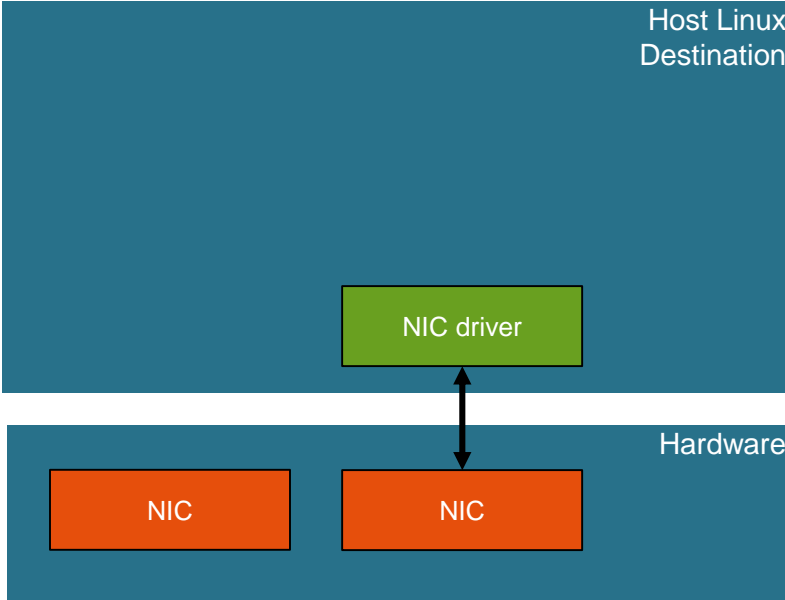 Host Linux
Destination
NIC driver
Hardware
NIC
NIC